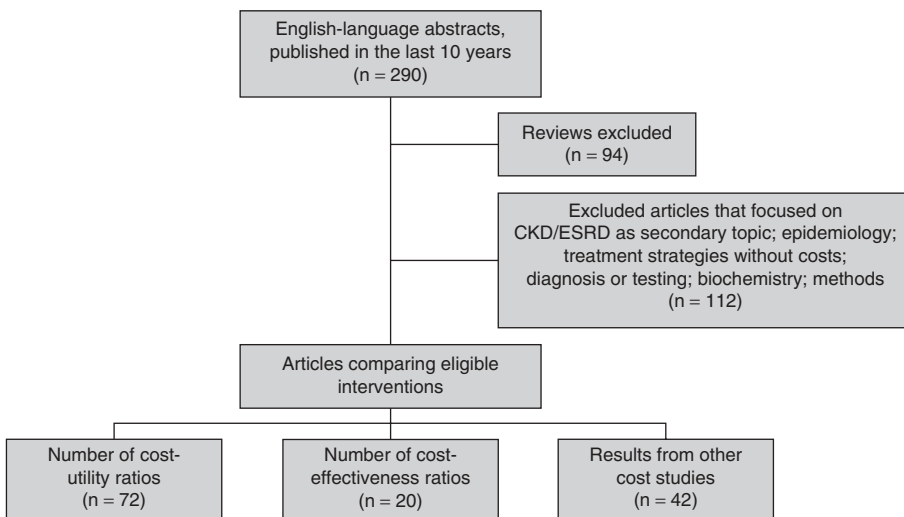 English-language abstracts,
published in the last 10 years
(n = 290)
Reviews excluded
(n = 94)
Excluded articles that focused on
CKD/ESRD as secondary topic; epidemiology;
treatment strategies without costs;
diagnosis or testing; biochemistry; methods
(n = 112)
Articles comparing eligible
interventions
Number of cost-
utility ratios
(n = 72)
Number of cost-
effectiveness ratios
(n = 20)
Results from other
cost studies
(n = 42)